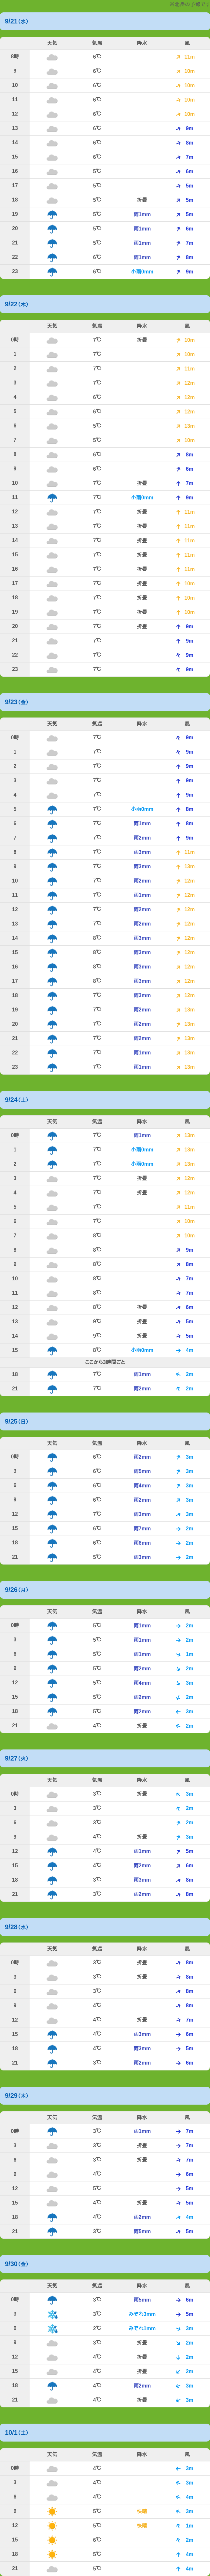 9/21(水)
天気 気温 降水 風
8時 6℃ 11m
9 6℃ 10m
10 6℃ 10m
11 6℃ 10m
12 6℃ 10m
13 6℃ 9m
14 6℃ 8m
15 6℃ 7m
16 5℃ 6m
17 5℃ 5m
18 5℃ 折畳 5m
19 5℃ 雨1mm 5m
20 5℃ 雨1mm 6m
21 5℃ 雨1mm 7m
22 6℃ 雨1mm 8m
23 6℃ 小雨0mm 9m
9/22(木)
天気 気温 降水 風
0時 7℃ 折畳 10m
1 7℃ 10m
2 7℃ 11m
3 7℃ 12m
4 6℃ 12m
5 6℃ 12m
6 5℃ 13m
7 5℃ 10m
8 6℃ 8m
9 6℃ 6m
10 7℃ 折畳 7m
11 7℃ 小雨0mm 9m
12 7℃ 折畳 11m
13 7℃ 折畳 11m
14 7℃ 折畳 11m
15 7℃ 折畳 11m
16 7℃ 折畳 11m
17 7℃ 折畳 10m
18 7℃ 折畳 10m
19 7℃ 折畳 10m
20 7℃ 折畳 9m
21 7℃ 9m
22 7℃ 9m
23 7℃ 9m
9/23(金)
天気 気温 降水 風
0時 7℃ 9m
1 7℃ 9m
2 7℃ 9m
3 7℃ 9m
4 7℃ 9m
5 7℃ 小雨0mm 8m
6 7℃ 雨1mm 8m
7 7℃ 雨2mm 9m
8 7℃ 雨3mm 11m
9 7℃ 雨3mm 13m
10 7℃ 雨2mm 12m
11 7℃ 雨1mm 12m
12 7℃ 雨2mm 12m
13 7℃ 雨2mm 12m
14 8℃ 雨3mm 12m
15 8℃ 雨3mm 12m
16 8℃ 雨3mm 12m
17 8℃ 雨3mm 12m
18 7℃ 雨3mm 13m
19 7℃ 雨2mm 13m
20 7℃ 雨2mm 13m
21 7℃ 雨2mm 13m
22 7℃ 雨1mm 13m
23 7℃ 雨1mm 13m
9/24(土)
天気 気温 降水 風
0時 7℃ 雨1mm 13m
1 7℃ 小雨0mm 13m
2 7℃ 小雨0mm 13m
3 7℃ 折畳 12m
4 7℃ 折畳 12m
5 7℃ 11m
6 7℃ 10m
7 8℃ 10m
8 8℃ 9m
9 8℃ 8m
10 8℃ 7m
11 8℃ 7m
12 8℃ 折畳 6m
13 9℃ 折畳 5m
14 9℃ 折畳 5m
15 8℃ 小雨0mm 4m
ここから3時間ごと
18 7℃ 雨1mm 2m
21 7℃ 雨2mm 2m
9/25(日)
天気 気温 降水 風
0時 6℃ 雨2mm 3m
3 6℃ 雨5mm 3m
6 6℃ 雨4mm 3m
9 6℃ 雨2mm 3m
12 7℃ 雨3mm 3m
15 6℃ 雨7mm 2m
18 6℃ 雨6mm 2m
21 5℃ 雨3mm 2m
9/26(月)
天気 気温 降水 風
0時 5℃ 雨1mm 2m
3 5℃ 雨1mm 2m
6 5℃ 雨1mm 1m
9 5℃ 雨2mm 2m
12 5℃ 雨4mm 3m
15 5℃ 雨2mm 2m
18 5℃ 雨2mm 3m
21 4℃ 折畳 2m
9/27(火)
天気 気温 降水 風
0時 3℃ 折畳 3m
3 3℃ 2m
6 3℃ 2m
9 4℃ 折畳 3m
12 4℃ 雨1mm 5m
15 4℃ 雨2mm 6m
18 3℃ 雨3mm 8m
21 3℃ 雨2mm 8m
9/28(水)
天気 気温 降水 風
0時 3℃ 折畳 8m
3 3℃ 折畳 8m
6 3℃ 8m
9 4℃ 8m
12 4℃ 折畳 7m
15 4℃ 雨3mm 6m
18 4℃ 雨3mm 5m
21 3℃ 雨2mm 6m
9/29(木)
天気 気温 降水 風
0時 3℃ 雨1mm 7m
3 3℃ 折畳 7m
6 3℃ 折畳 7m
9 4℃ 6m
12 5℃ 5m
15 4℃ 折畳 5m
18 4℃ 雨2mm 4m
21 3℃ 雨5mm 5m
9/30(金)
天気 気温 降水 風
0時 3℃ 雨5mm 6m
3 3℃ みぞれ3mm 5m
6 2℃ みぞれ1mm 3m
9 3℃ 折畳 2m
12 4℃ 折畳 2m
15 4℃ 折畳 2m
18 4℃ 雨2mm 3m
21 4℃ 折畳 3m
10/1(土)
天気 気温 降水 風
0時 4℃ 3m
3 4℃ 3m
6 4℃ 4m
9 5℃ 快晴 3m
12 5℃ 快晴 1m
15 6℃ 2m
18 5℃ 4m
21 5℃ 4m